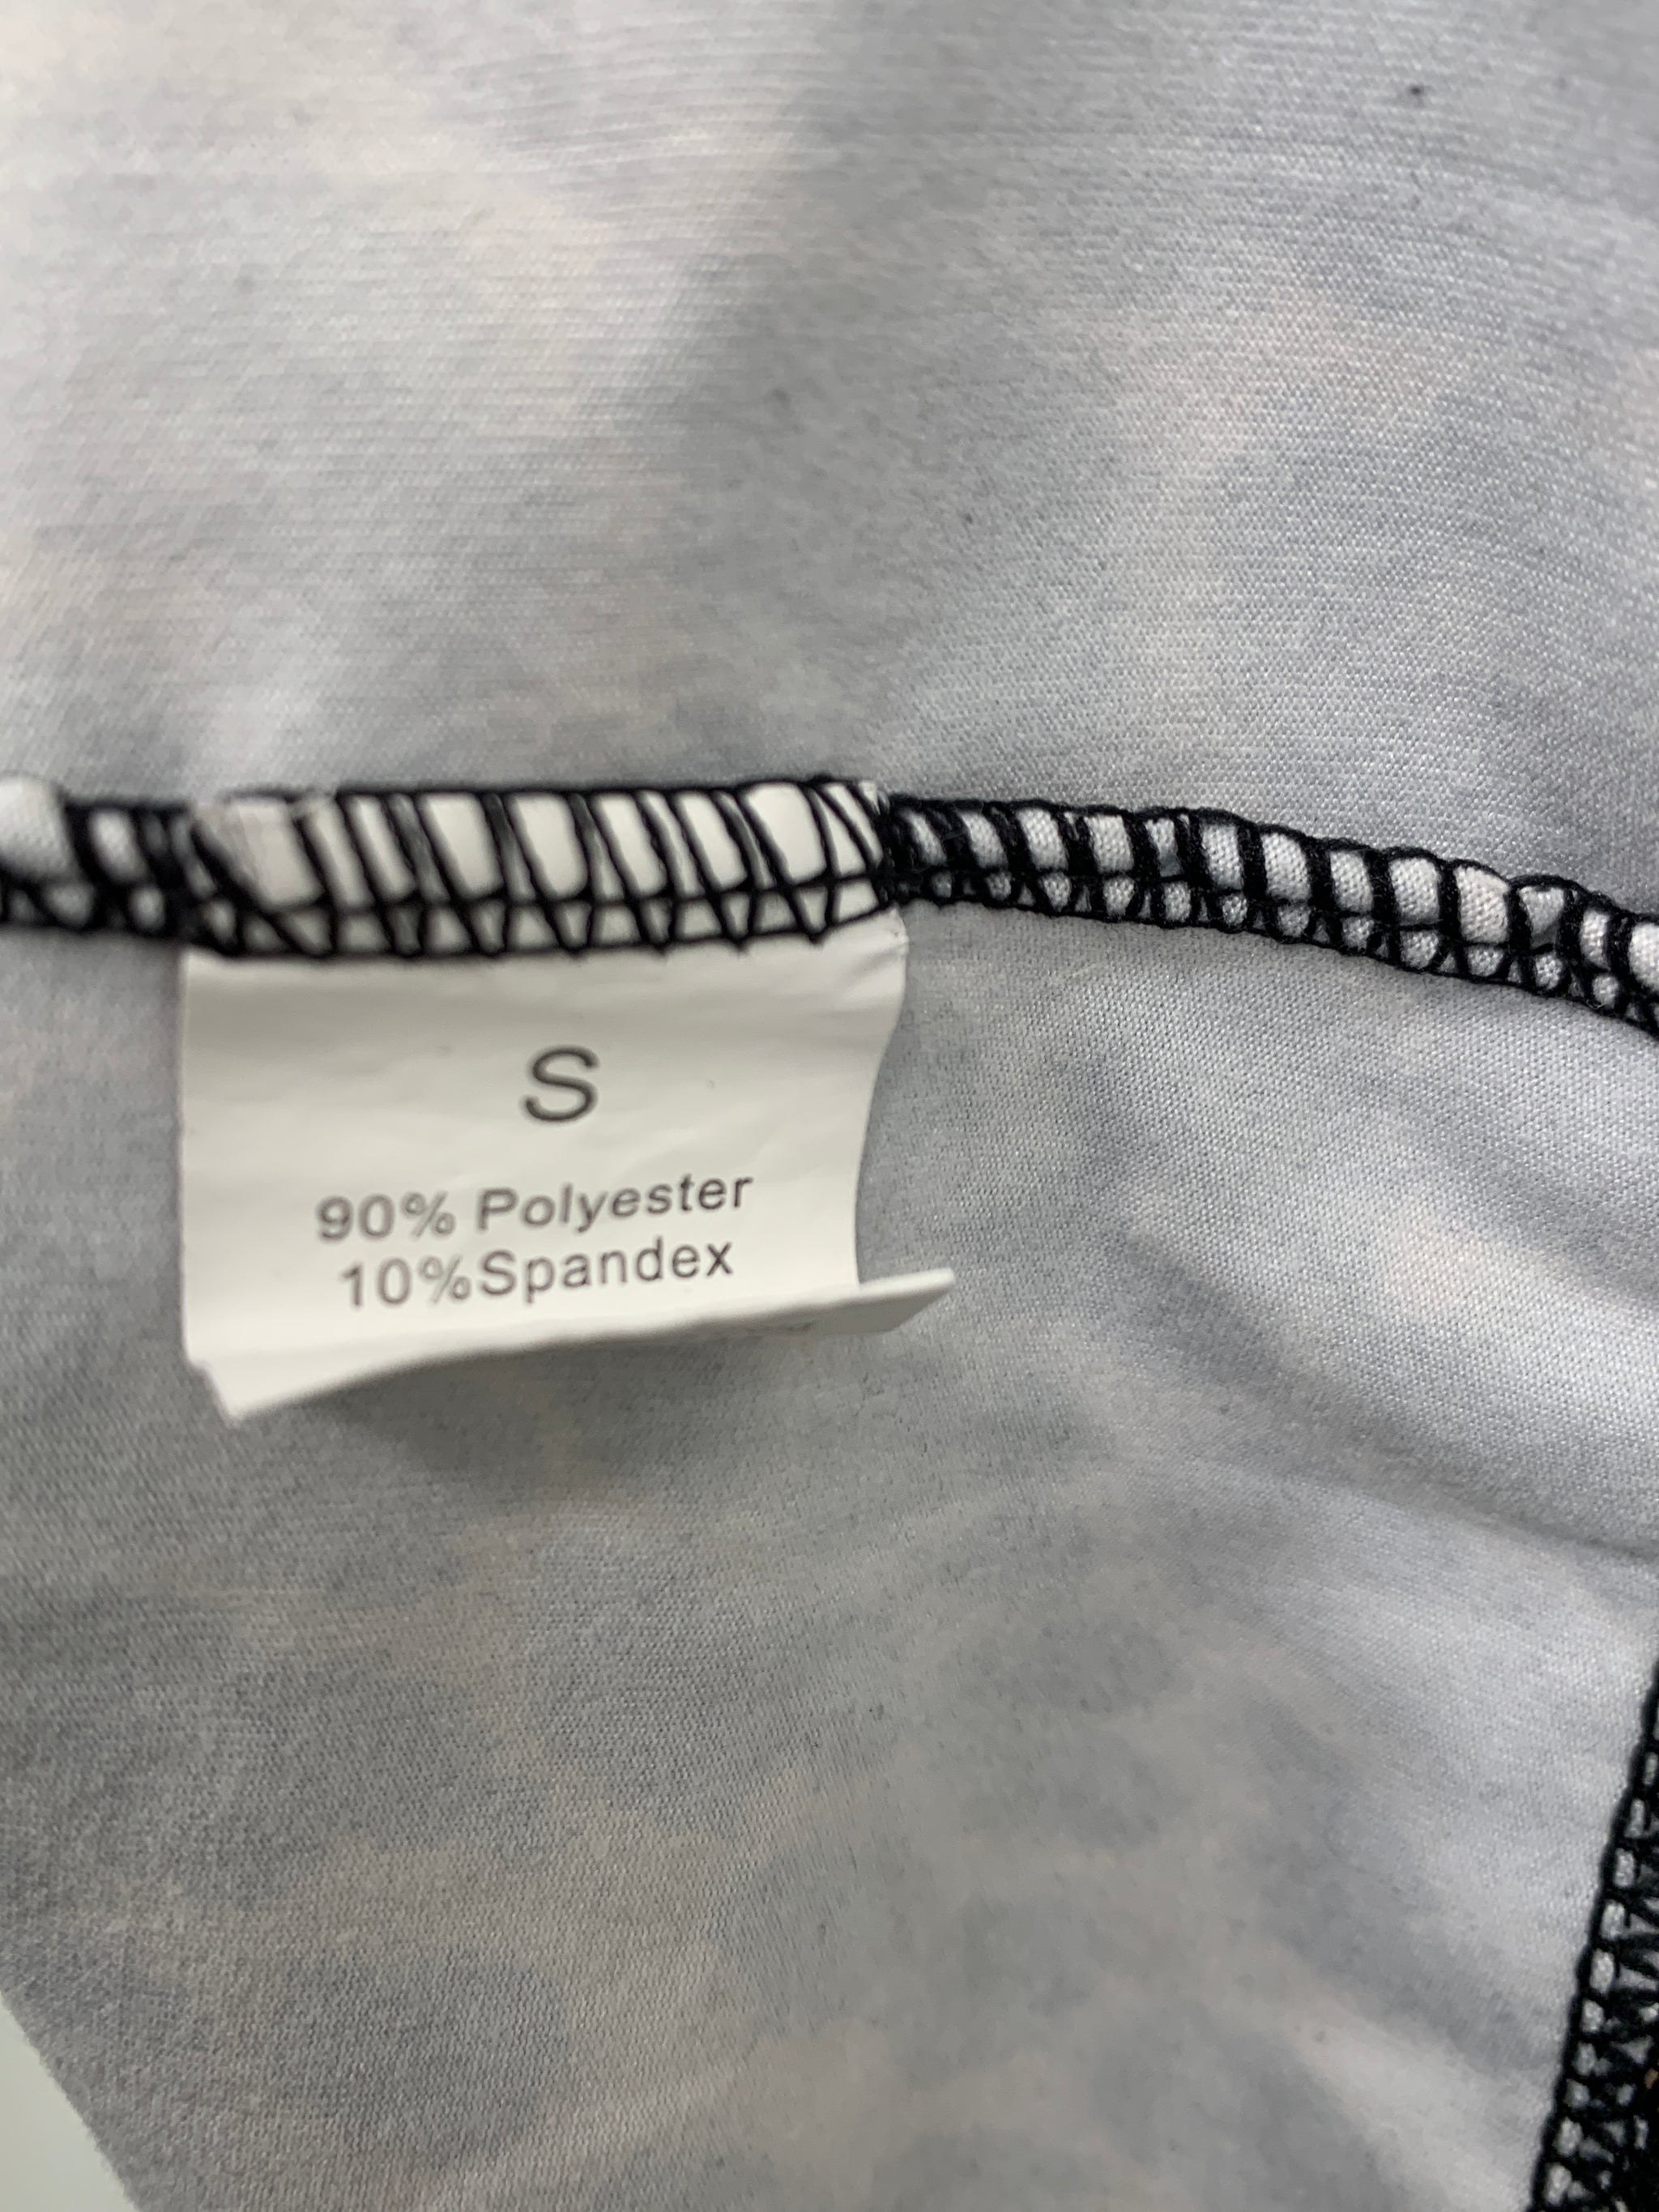 S
90% Polyester
10%Spandex